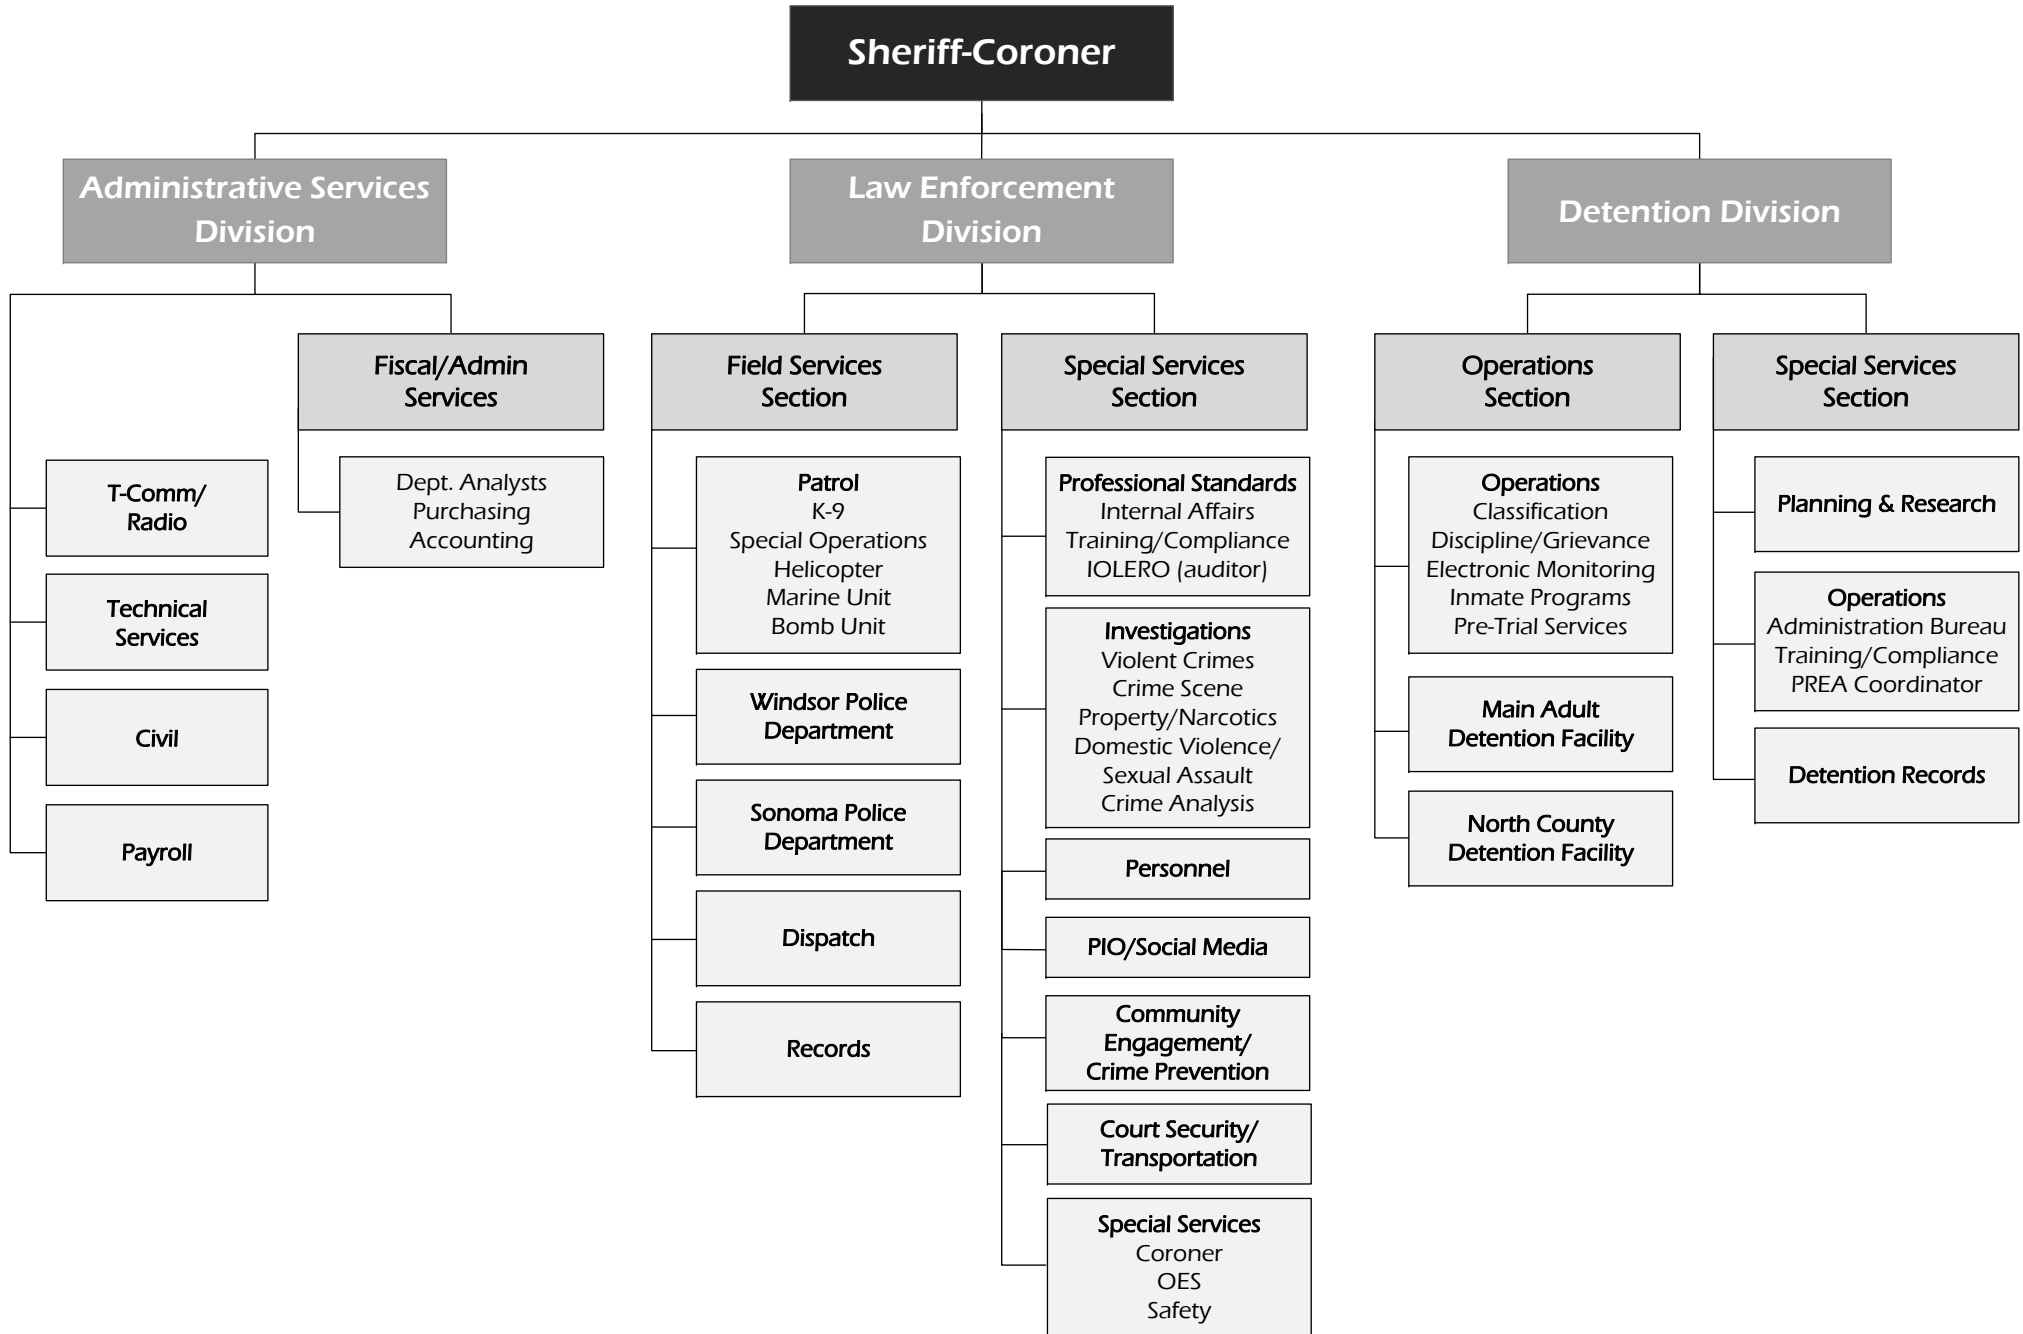 Sheriff-Coroner
Administrative Services
Division
Law Enforcement
Division
Detention Division
Fiscal/Admin
Services
Dept. Analysts
Purchasing
Accounting
T-Comm/
Radio
Technical
Services
Civil
Payroll
Field Services
Section
Patrol
K-9
Special Operations
Helicopter
Marine Unit
Bomb Unit
Windsor Police
Department
Sonoma Police
Department
Dispatch
Records
Special Services
Section
Professional Standards
Internal Affairs
Training/Compliance
IOLERO (auditor)
Investigations
Violent Crimes
Crime Scene
Property/Narcotics
Domestic Violence/
Sexual Assault
Crime Analysis
Personnel
PIO/Social Media
Community
Engagement/
Crime Prevention
Court Security/
Transportation
Special Services
Coroner
OES
Safety
Operations
Section
Operations
Classification
Discipline/Grievance
Electronic Monitoring
Inmate Programs
Pre-Trial Services
Main Adult
Detention Facility
North County
Detention Facility
Special Services
Section
Planning & Research
Operations
Administration Bureau
Training/Compliance
PREA Coordinator
Detention Records